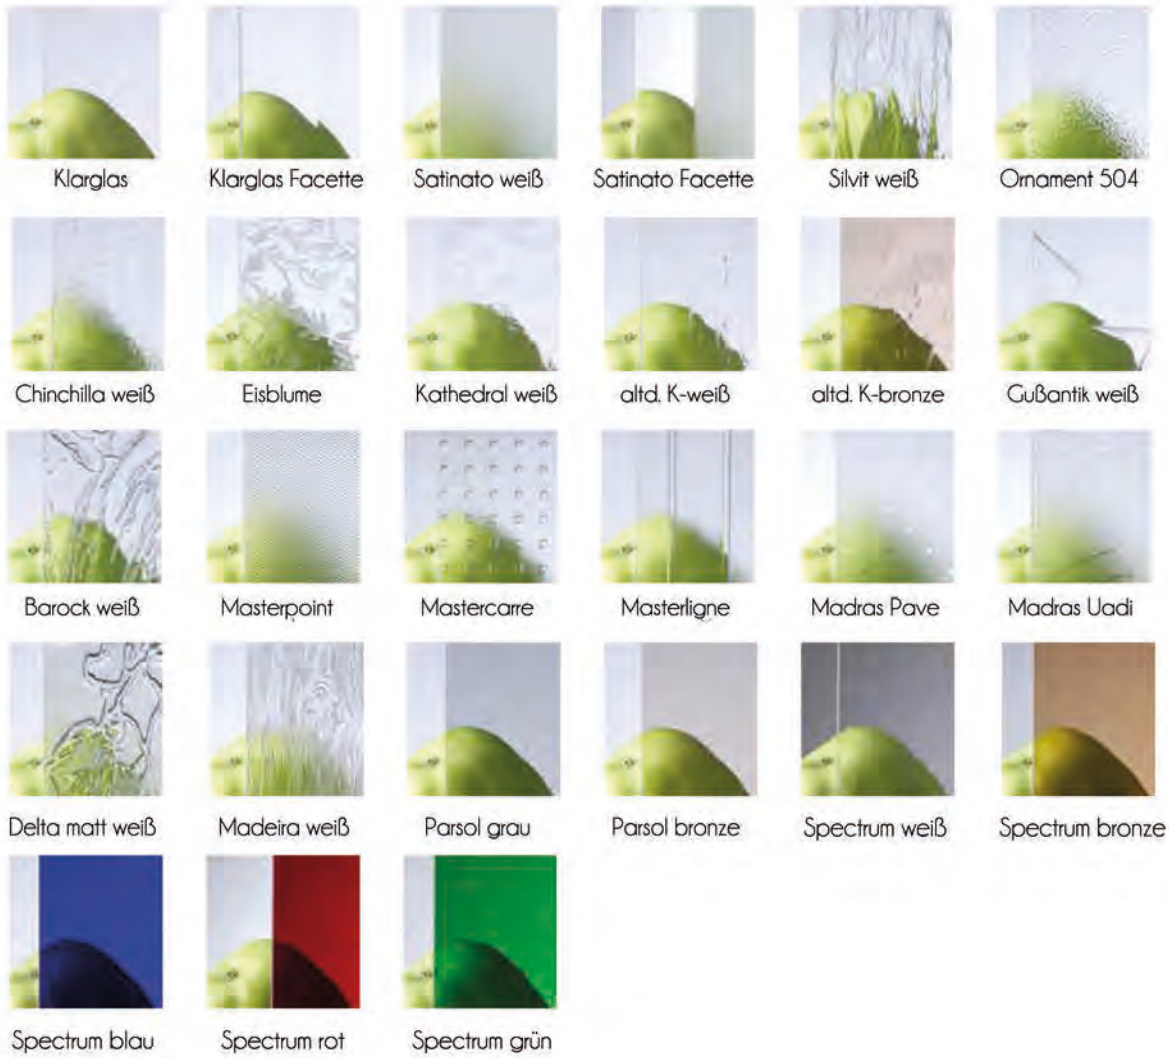 Klarglas
Klarglas Facette
Satinato weiß
Satinato Facette
Silvit weiß
Ornament 504
Chinchilla weiß
Eisblume
Kathedral weiß
altd. K-weiß
altd. K-bronze
Gußantik weiß
Barock weiß
Masterpoint
Mastercarre
Masterligne
Madras Pave
Madras Uadi
Delta matt weiß
Madeira weiß
Parsol grau
Parsol bronze
Spectrum weiß
Spectrum bronze
Spectrum blau
Spectrum rot
Spectrum grün